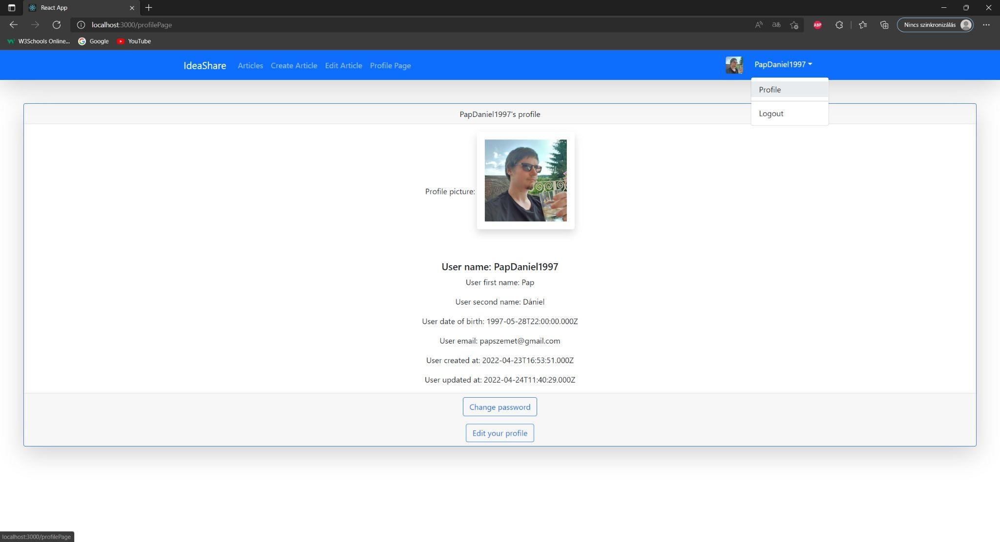 React App
localhost:3000/profilePage
Nincs szinkronizálás
W3Schools Online...
Google
YouTube
IdeaShare
Articles
Create Article
Edit Article
Profile Page
PapDaniel1997
Profile
Logout
PapDaniel1997's profile
Profile picture:
User name: PapDaniel1997
User first name: Pap
User second name: Dániel
User date of birth: 1997-05-28T22:00:00.000Z
User email: papszemet@gmail.com
User created at: 2022-04-23T16:53:51.000Z
User updated at: 2022-04-24T11:40:29.000Z
Change password
Edit your profile
localhost:3000/profilePage